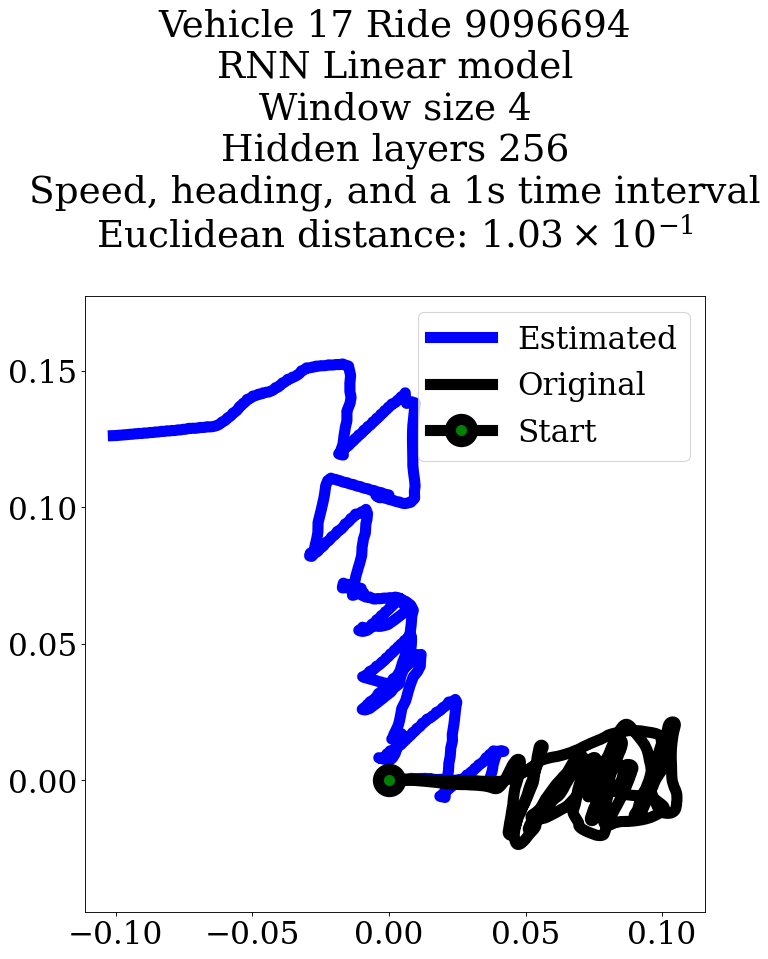 Vehicle 17 Ride 9096694
RNN Linear model
Window size 4
Hidden layers 256
Speed, heading, and a 1s time interval
Euclidean distance: 1.03 × 10⁻¹
Estimated
Original
Start
0.15
0.10
0.05
0.00
−0.10 −0.05 0.00 0.05 0.10